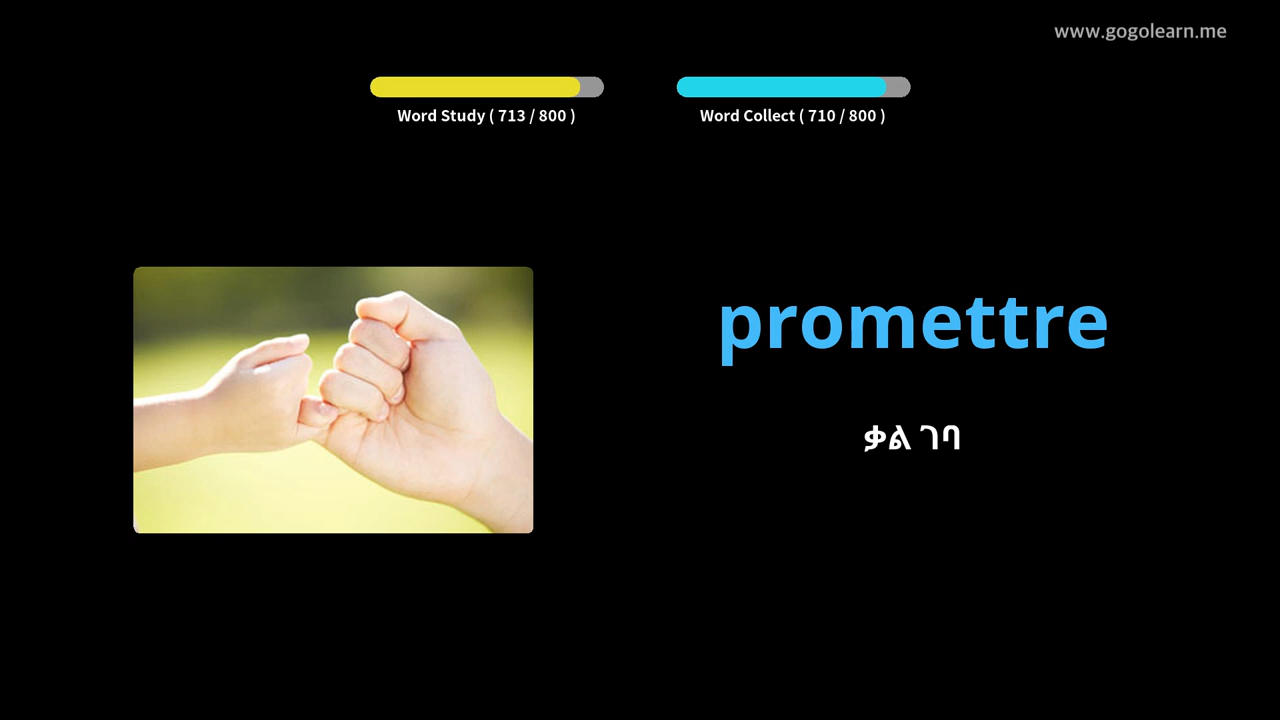 www.gogolearn.me
Word Study ( 713 / 800 )
Word Collect ( 710 / 800 )
promettre
ቃል ገባ